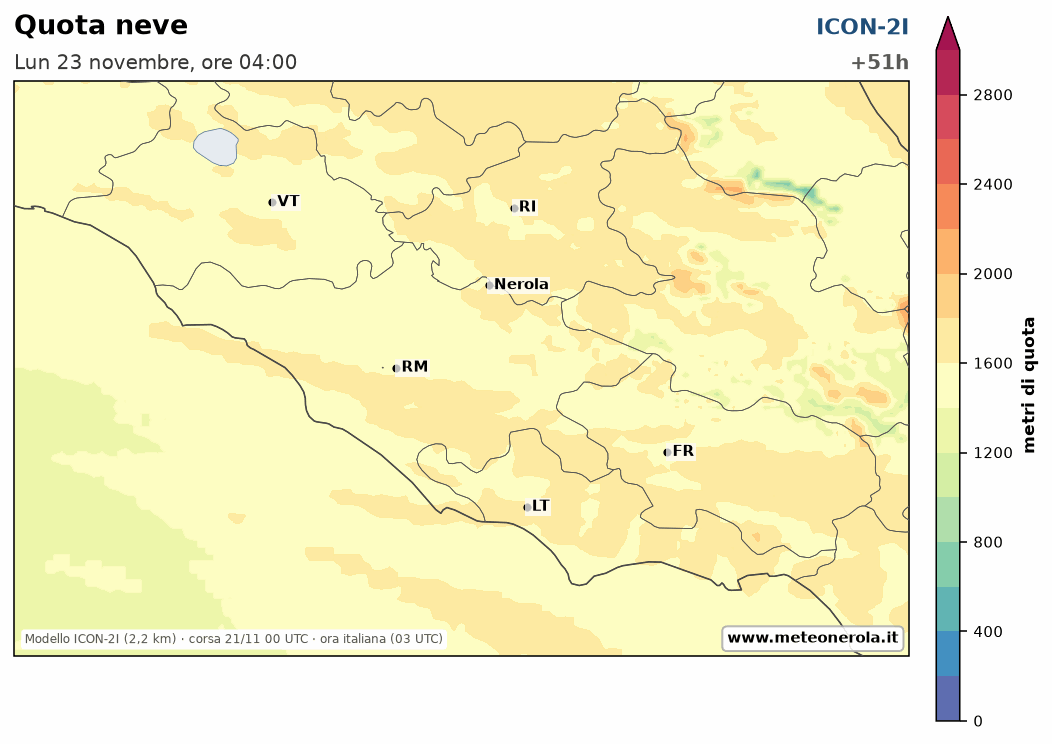 Quota neve
ICON-2I
Lun 23 novembre, ore 04:00
+51h
VT
RI
Nerola
RM
FR
LT
2800
2400
2000
1600
1200
800
400
0
metri di quota
Modello ICON-2I (2,2 km) · corsa 21/11 00 UTC · ora italiana (03 UTC)
www.meteonerola.it